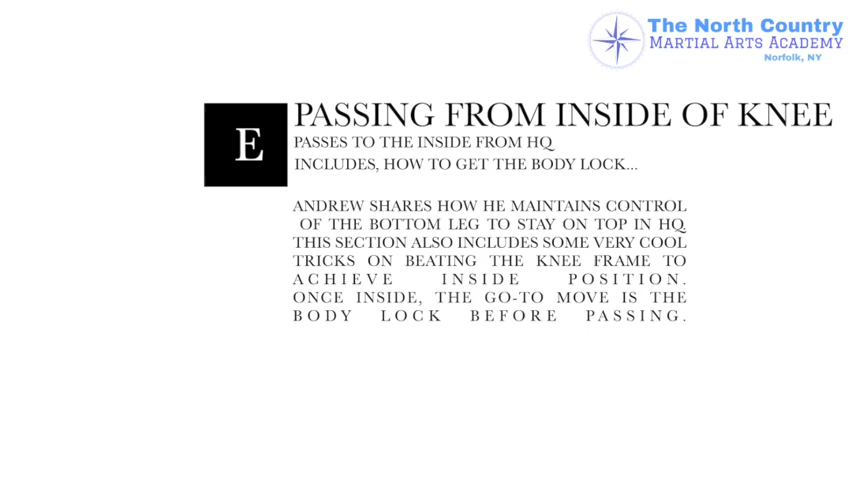 The North Country
MARTIAL ARTS ACADEMY
Norfolk, NY
E
PASSING FROM INSIDE OF KNEE
PASSES TO THE INSIDE FROM HQ
INCLUDES, HOW TO GET THE BODY LOCK...
ANDREW SHARES HOW HE MAINTAINS CONTROL
OF THE BOTTOM LEG TO STAY ON TOP IN HQ
THIS SECTION ALSO INCLUDES SOME VERY COOL
TRICKS ON BEATING THE KNEE FRAME TO
ACHIEVE INSIDE POSITION.
ONCE INSIDE, THE GO-TO MOVE IS THE
BODY LOCK BEFORE PASSING.